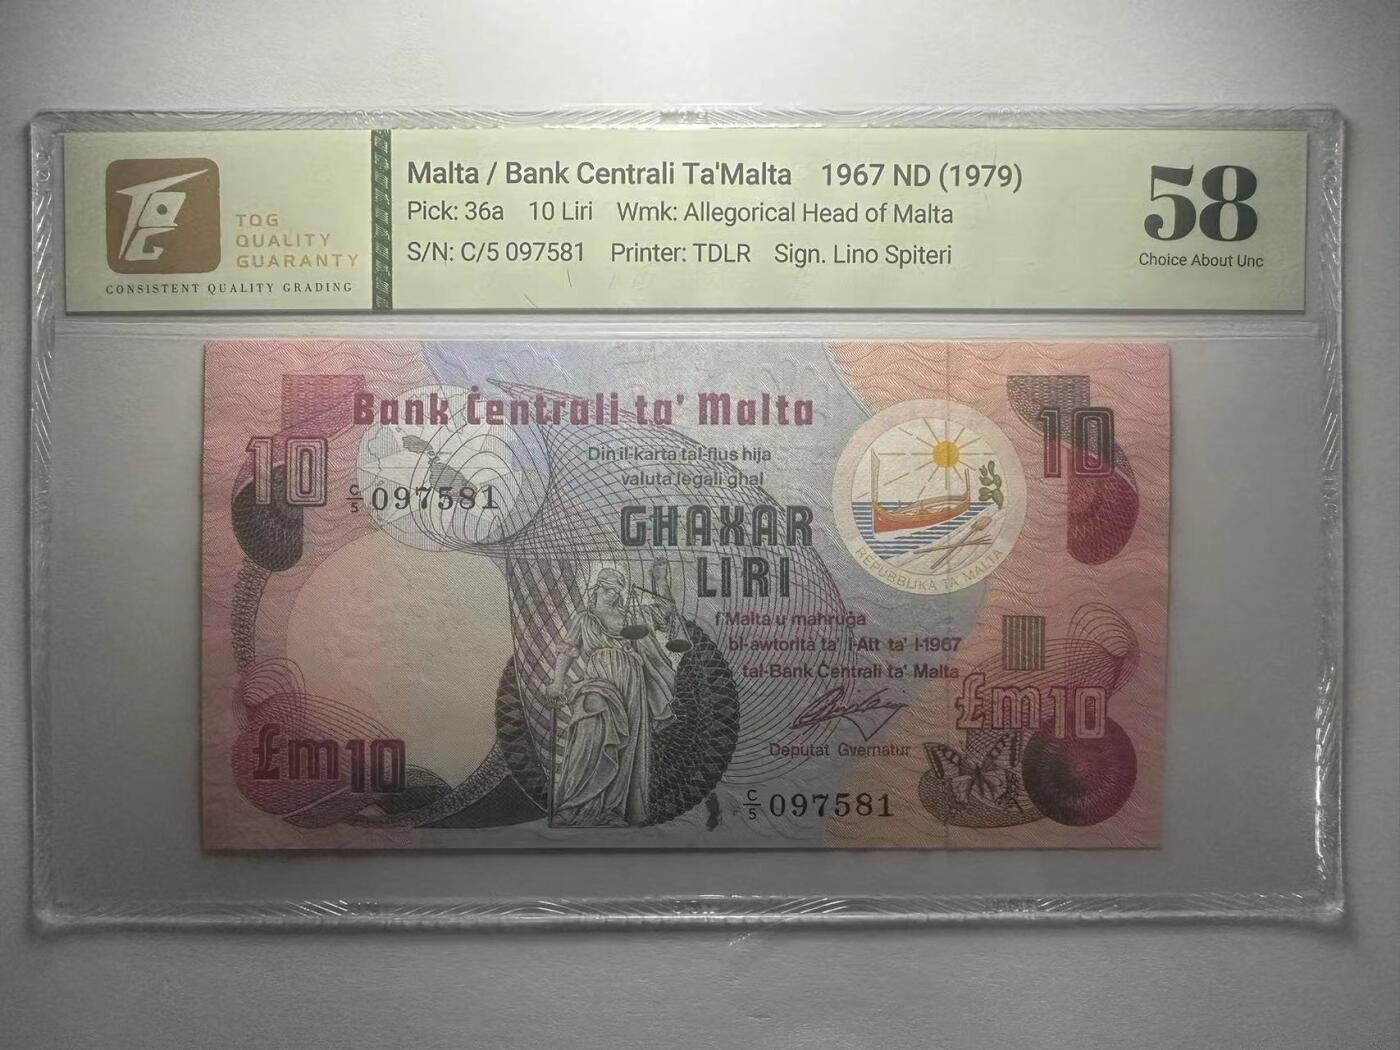 TQG
QUALITY
GUARANTY
CONSISTENT QUALITY GRADING
Malta / Bank Centrali Ta'Malta 1967 ND (1979)
Pick: 36a 10 Liri Wmk: Allegorical Head of Malta
S/N: C/5 097581 Printer: TDLR Sign. Lino Spiteri
58
Choice About Unc
Bank Ċentrali ta' Malta
10
10
C/5 097581
Din il-karta tal-flus hija
valuta legali għal
GĦAXAR
LIRI
REPUBBLIKA TA' MALTA
f'Malta u maħruġa
bl-awtorità ta' l-Att ta' l-1967
tal-Bank Ċentrali ta' Malta
Deputat Gvernatur
£m10
£m10
C/5 097581